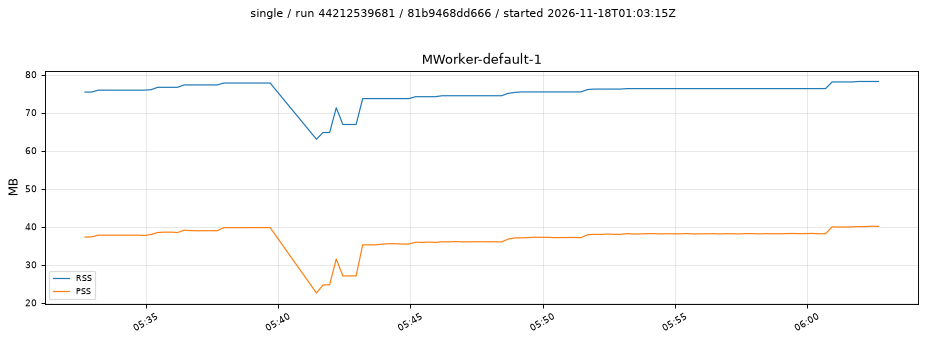 single / run 44212539681 / 81b9468dd666 / started 2026-11-18T01:03:15Z
MWorker-default-1
MB
80
70
60
50
40
30
20
RSS
PSS
05:35
05:40
05:45
05:50
05:55
06:00